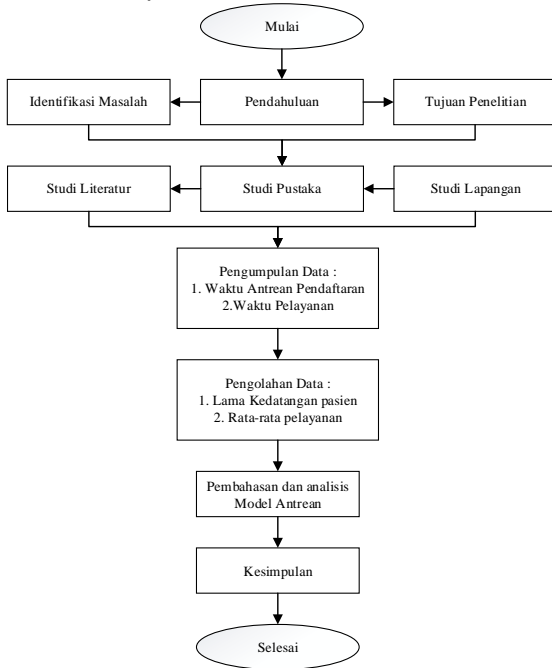 Mulai
Identifikasi Masalah
Pendahuluan
Tujuan Penelitian
Studi Literatur
Studi Pustaka
Studi Lapangan
Pengumpulan Data :
1. Waktu Antrean Pendaftaran
2.Waktu Pelayanan
Pengolahan Data :
1. Lama Kedatangan pasien
2. Rata-rata pelayanan
Pembahasan dan analisis
Model Antrean
Kesimpulan
Selesai